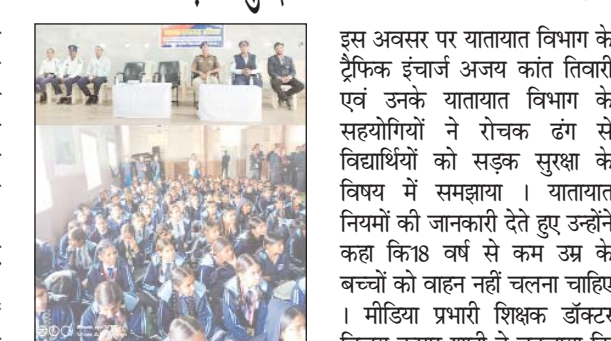 इस अवसर पर यातायात विभाग के
ट्रैफिक इंचार्ज अजय कांत तिवारी
एवं उनके यातायात विभाग के
सहयोगियों ने रोचक ढंग से
विद्यार्थियों को सड़क सुरक्षा के
विषय में समझाया । यातायात
नियमों की जानकारी देते हुए उन्होंने
कहा कि18 वर्ष से कम उम्र के
बच्चों को वाहन नहीं चलना चाहिए
। मीडिया प्रभारी शिक्षक डॉक्टर